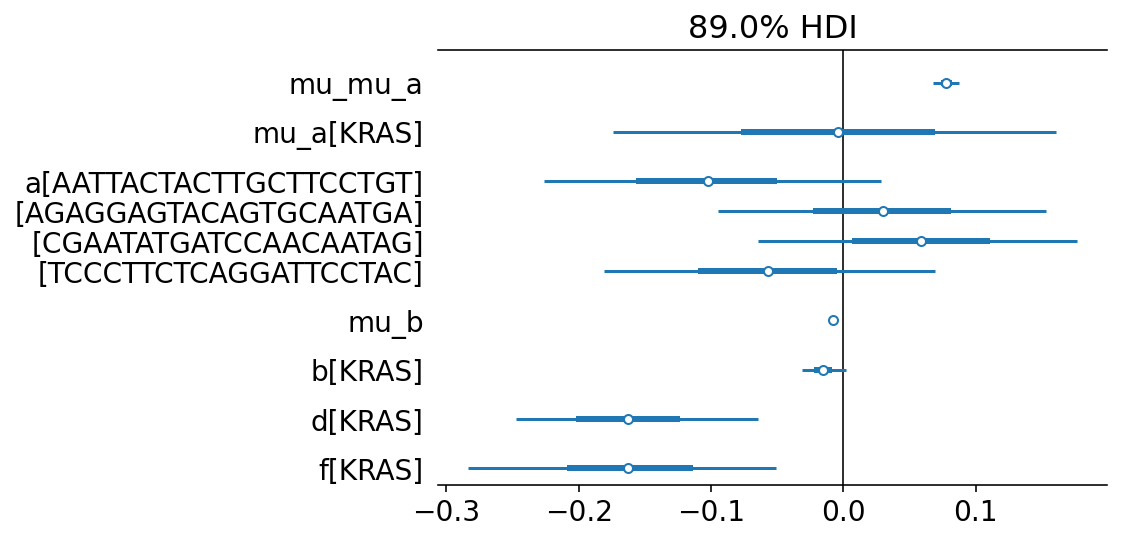 89.0% HDI
mu_mu_a
mu_a[KRAS]
a[AATTACTACTTGCTTCCTGT]
[AGAGGAGTACAGTGCAATGA]
[CGAATATGATCCAACAATAG]
[TCCCTTCTCAGGATTCCTAC]
mu_b
b[KRAS]
d[KRAS]
f[KRAS]
−0.3 −0.2 −0.1 0.0 0.1